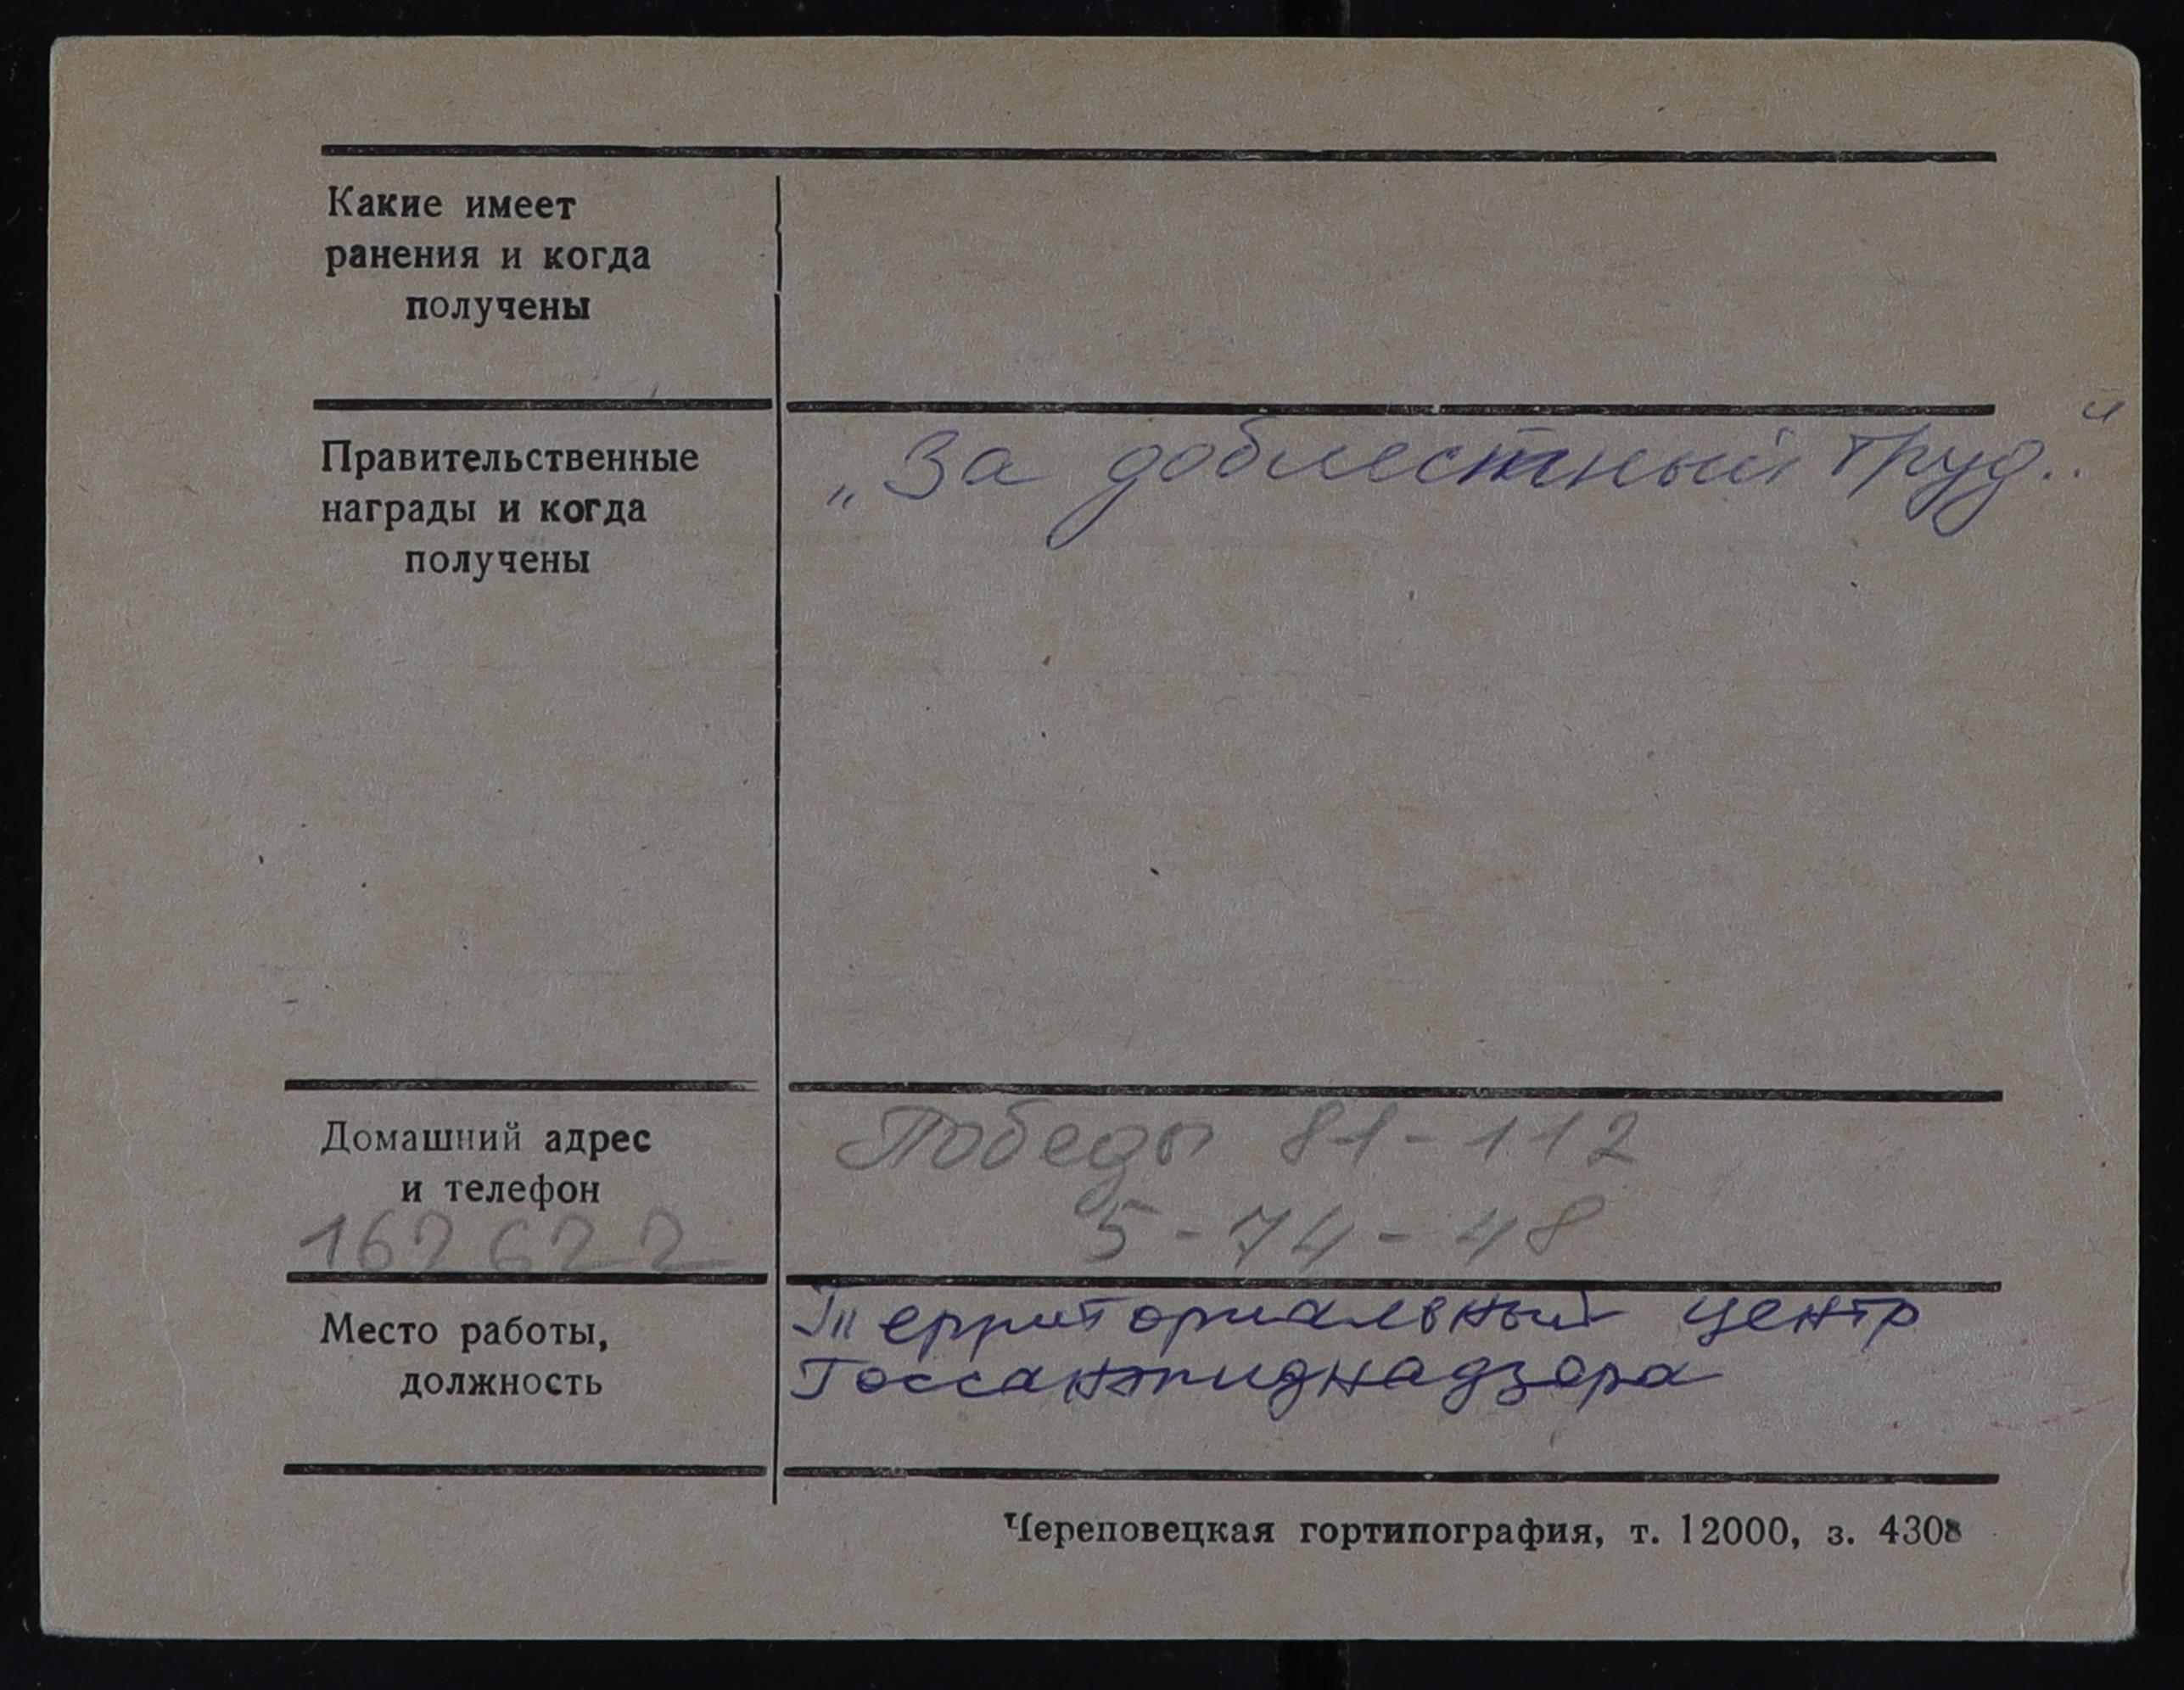 Какие имеет
ранения и когда
получены
Правительственные
награды и когда
получены
„За доблестный труд.“
Домашний адрес
и телефон
162622
Победы 81-112
5-74-48
Место работы,
должность
Территориальный центр
Госсанэпиднадзора
Череповецкая гортипография, т. 12000, з. 4308